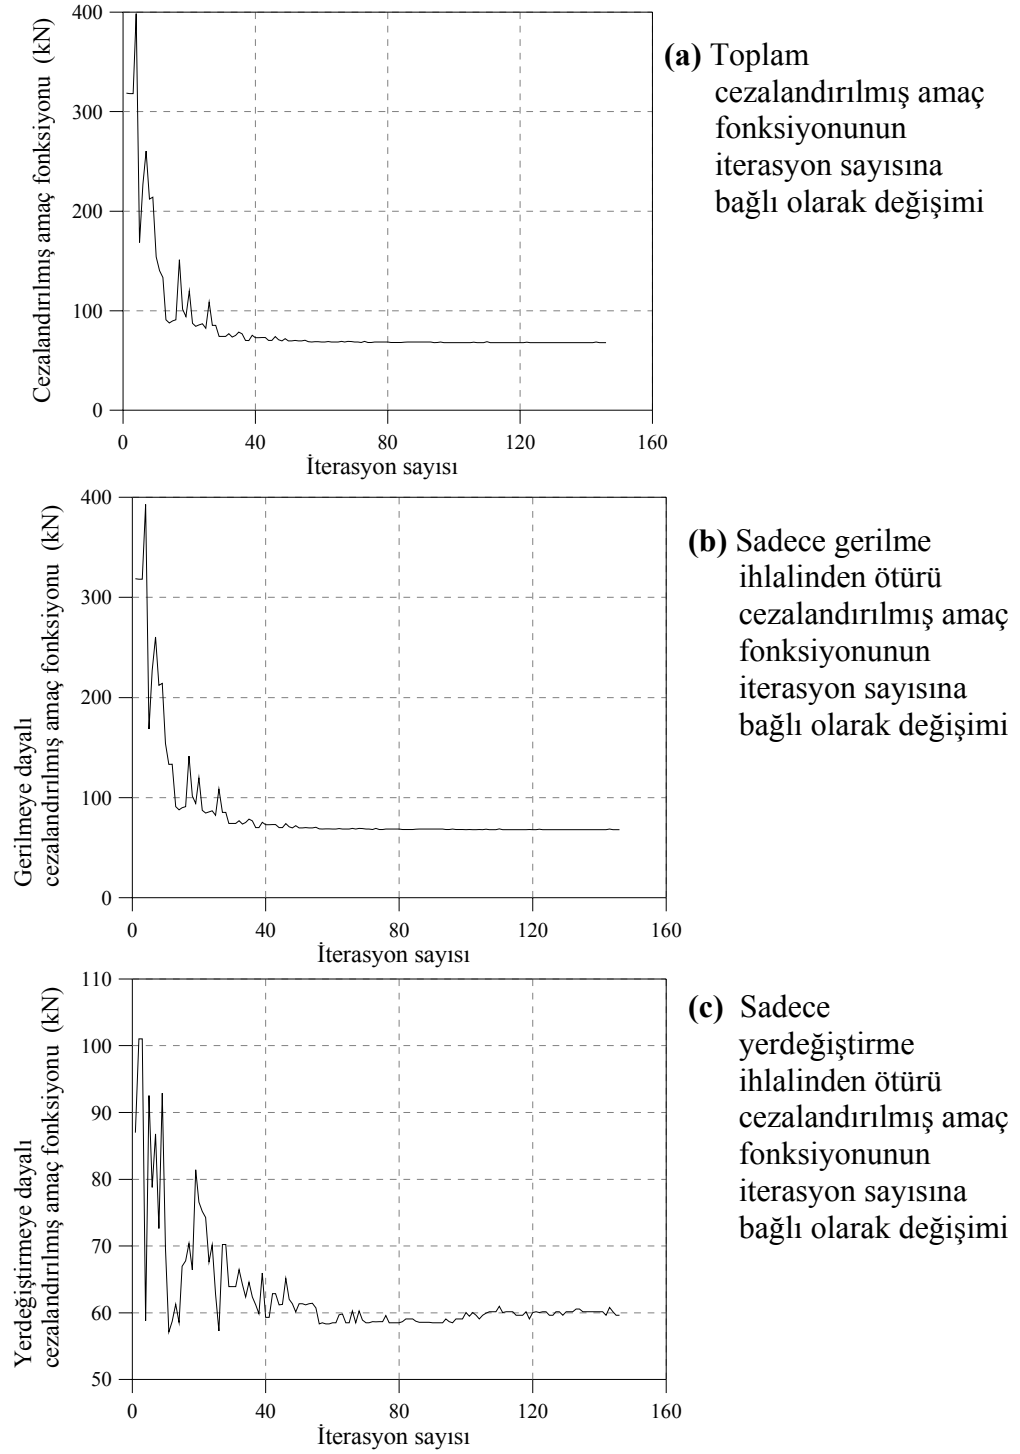 Cezalandırılmış amaç fonksiyonu (kN)
400
300
200
100
0
0 40 80 120 160
İterasyon sayısı
(a) Toplam
cezalandırılmış amaç
fonksiyonunun
iterasyon sayısına
bağlı olarak değişimi
Gerilmeye dayalı
cezalandırılmış amaç fonksiyonu (kN)
400
300
200
100
0
0 40 80 120 160
İterasyon sayısı
(b) Sadece gerilme
ihlalinden ötürü
cezalandırılmış amaç
fonksiyonunun
iterasyon sayısına
bağlı olarak değişimi
Yerdeğiştirmeye dayalı
cezalandırılmış amaç fonksiyonu (kN)
110
100
90
80
70
60
50
0 40 80 120 160
İterasyon sayısı
(c) Sadece
yerdeğiştirme
ihlalinden ötürü
cezalandırılmış amaç
fonksiyonunun
iterasyon sayısına
bağlı olarak değişimi